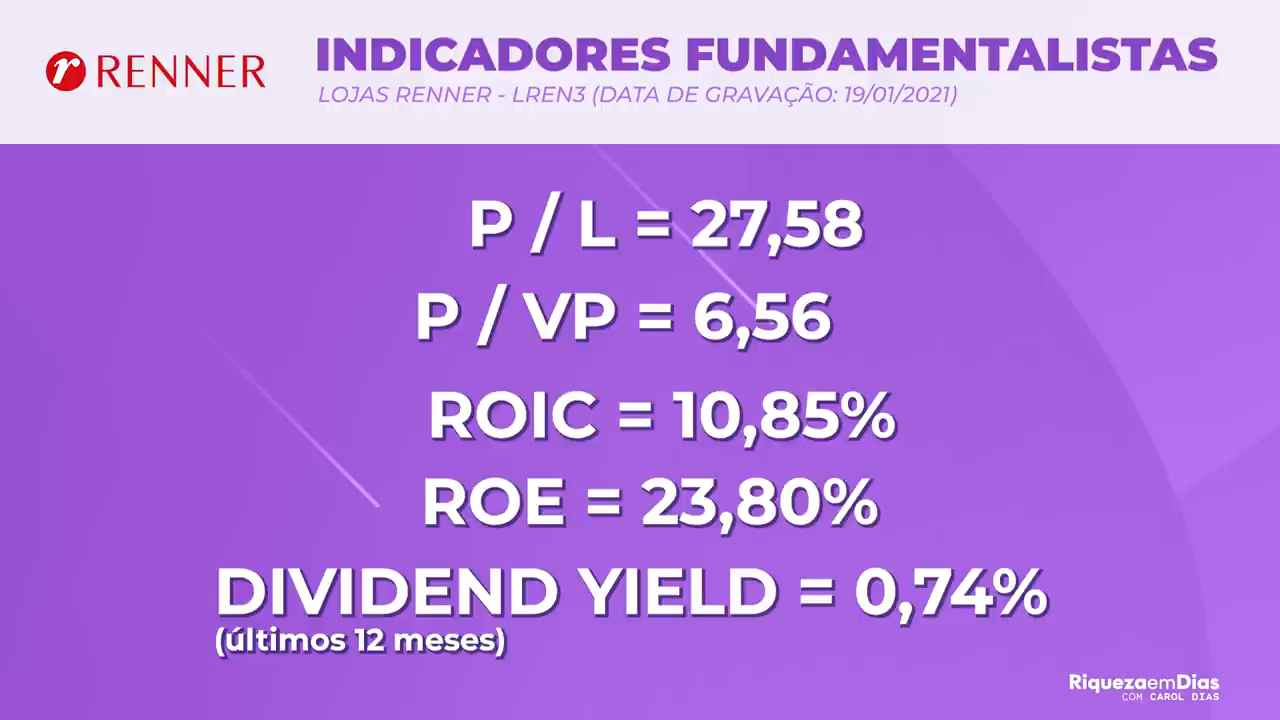 r RENNER
INDICADORES FUNDAMENTALISTAS
LOJAS RENNER - LREN3 (DATA DE GRAVAÇÃO: 19/01/2021)
P / L = 27,58
P / VP = 6,56
ROIC = 10,85%
ROE = 23,80%
DIVIDEND YIELD = 0,74%
(últimos 12 meses)
RiquezaemDias
COM CAROL DIAS